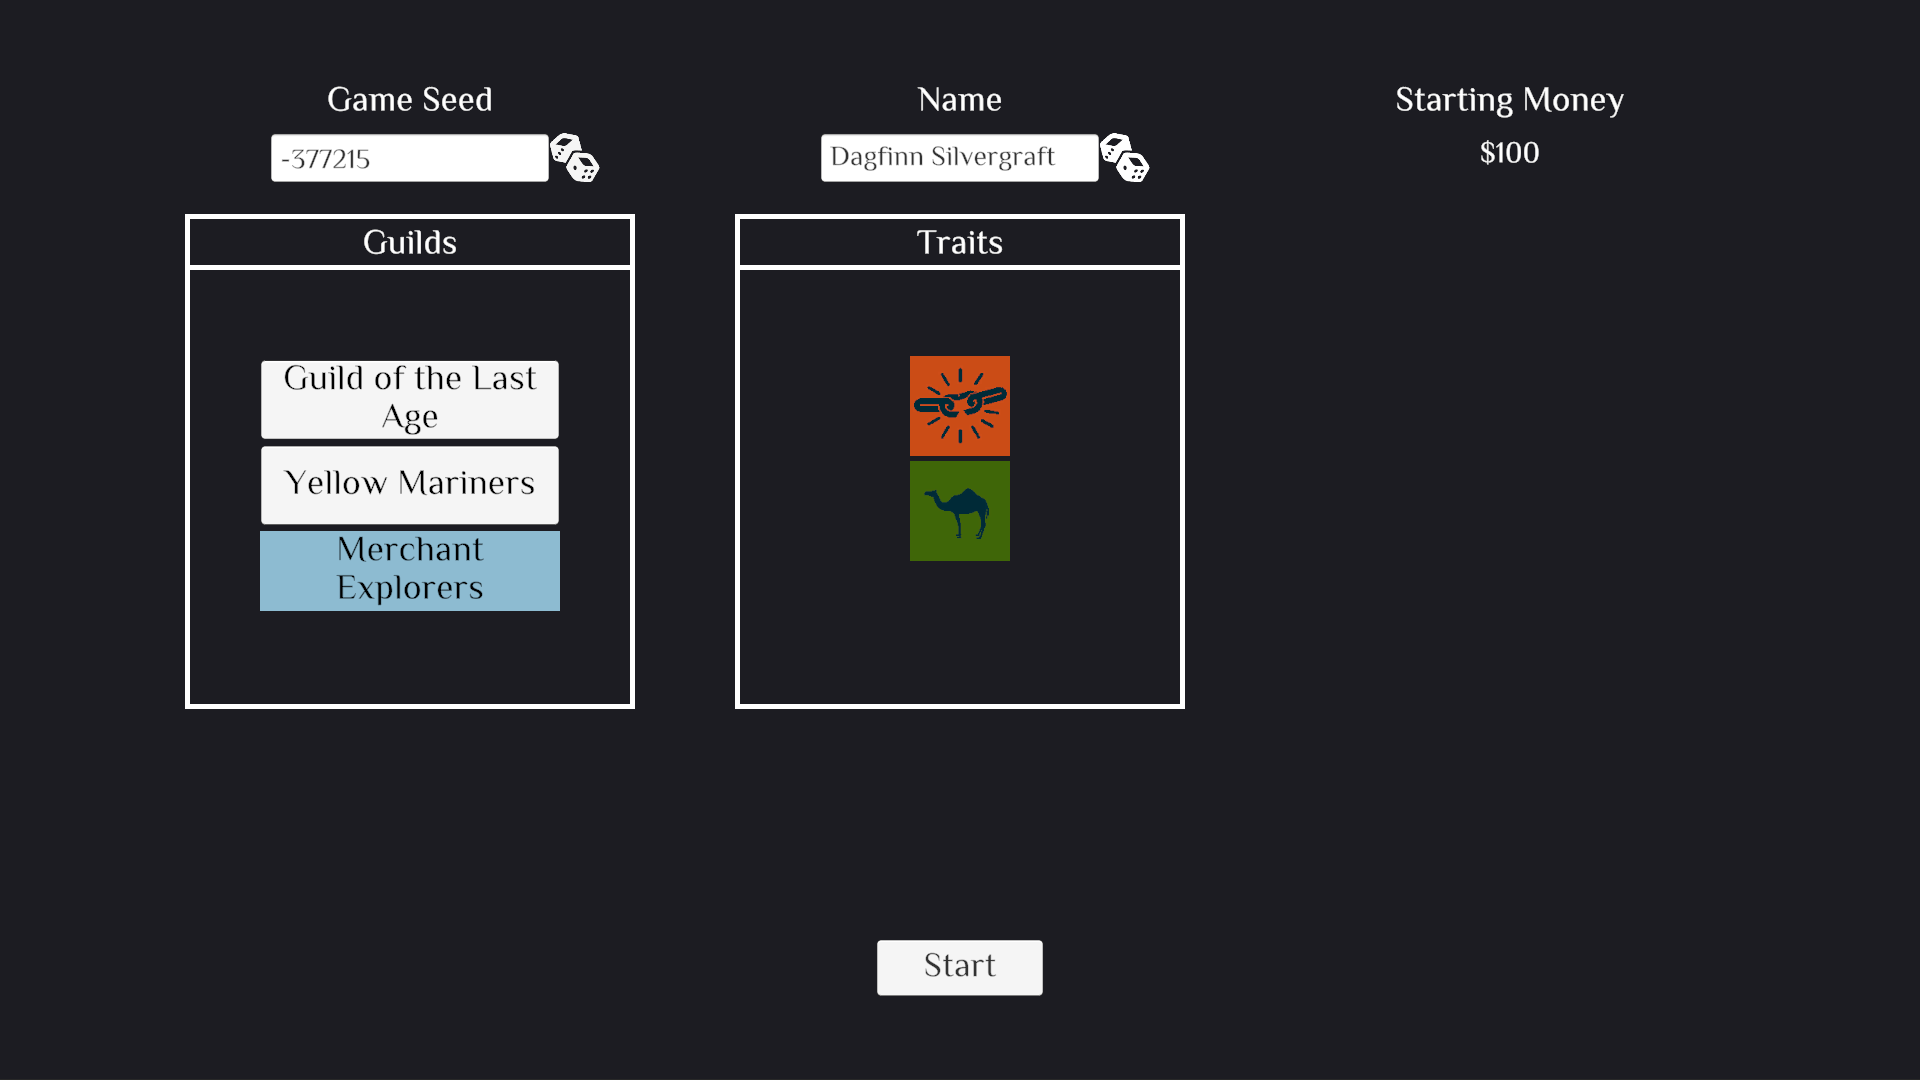 Game Seed
-377215
Name
Dagfinn Silvergraft
Starting Money
$100
Guilds
Guild of the Last
Age
Yellow Mariners
Merchant
Explorers
Traits
Start